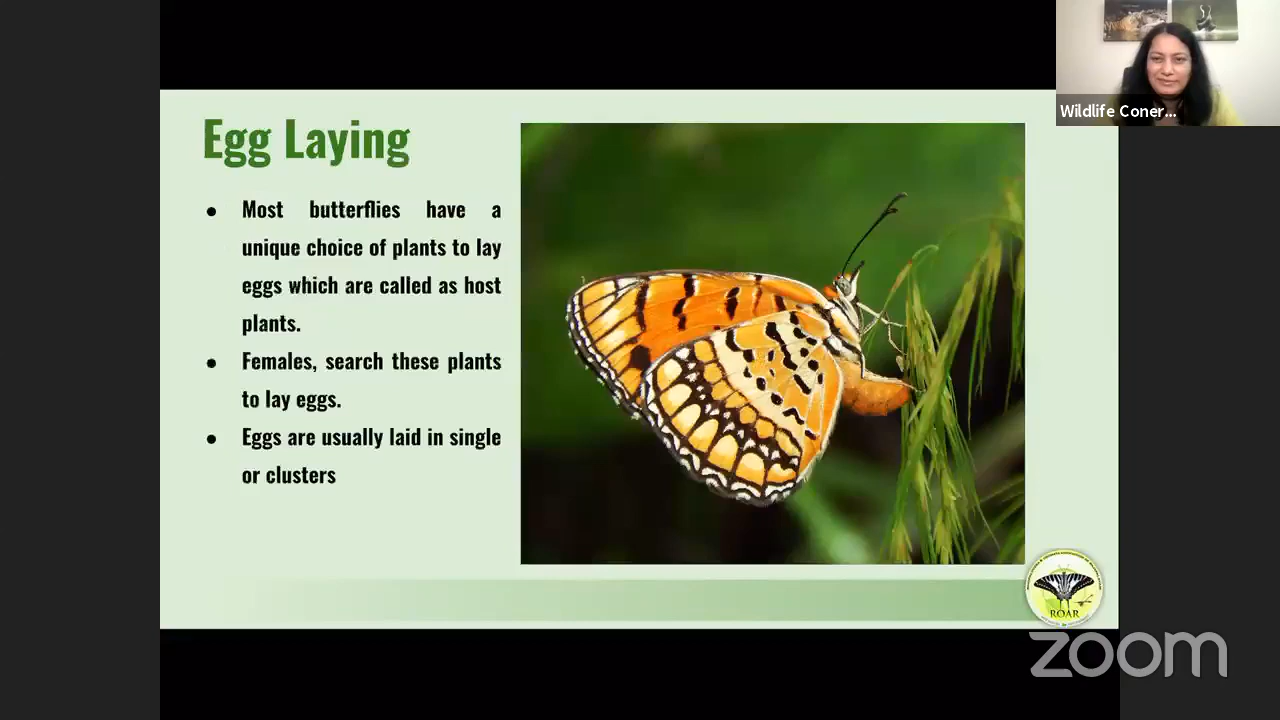 Wildlife Coner...
Egg Laying
● Most butterflies have a
unique choice of plants to lay
eggs which are called as host
plants.
● Females, search these plants
to lay eggs.
● Eggs are usually laid in single
or clusters
ROAR
zoom